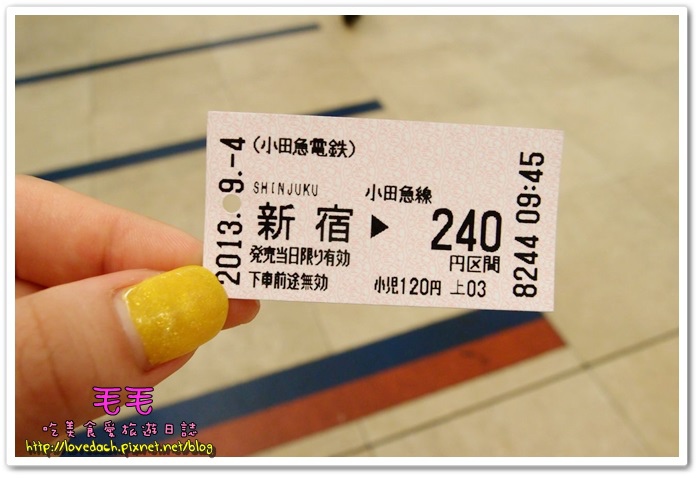 2013.-9.-4
(小田急電鉄)
SHINJUKU
小田急線
新宿▶240
発売当日限り有効
円区間
下車前途無効
小児120円 上03
8244 09:45
毛毛
吃美食愛旅遊日誌
http://lovedach.pixnet.net/blog